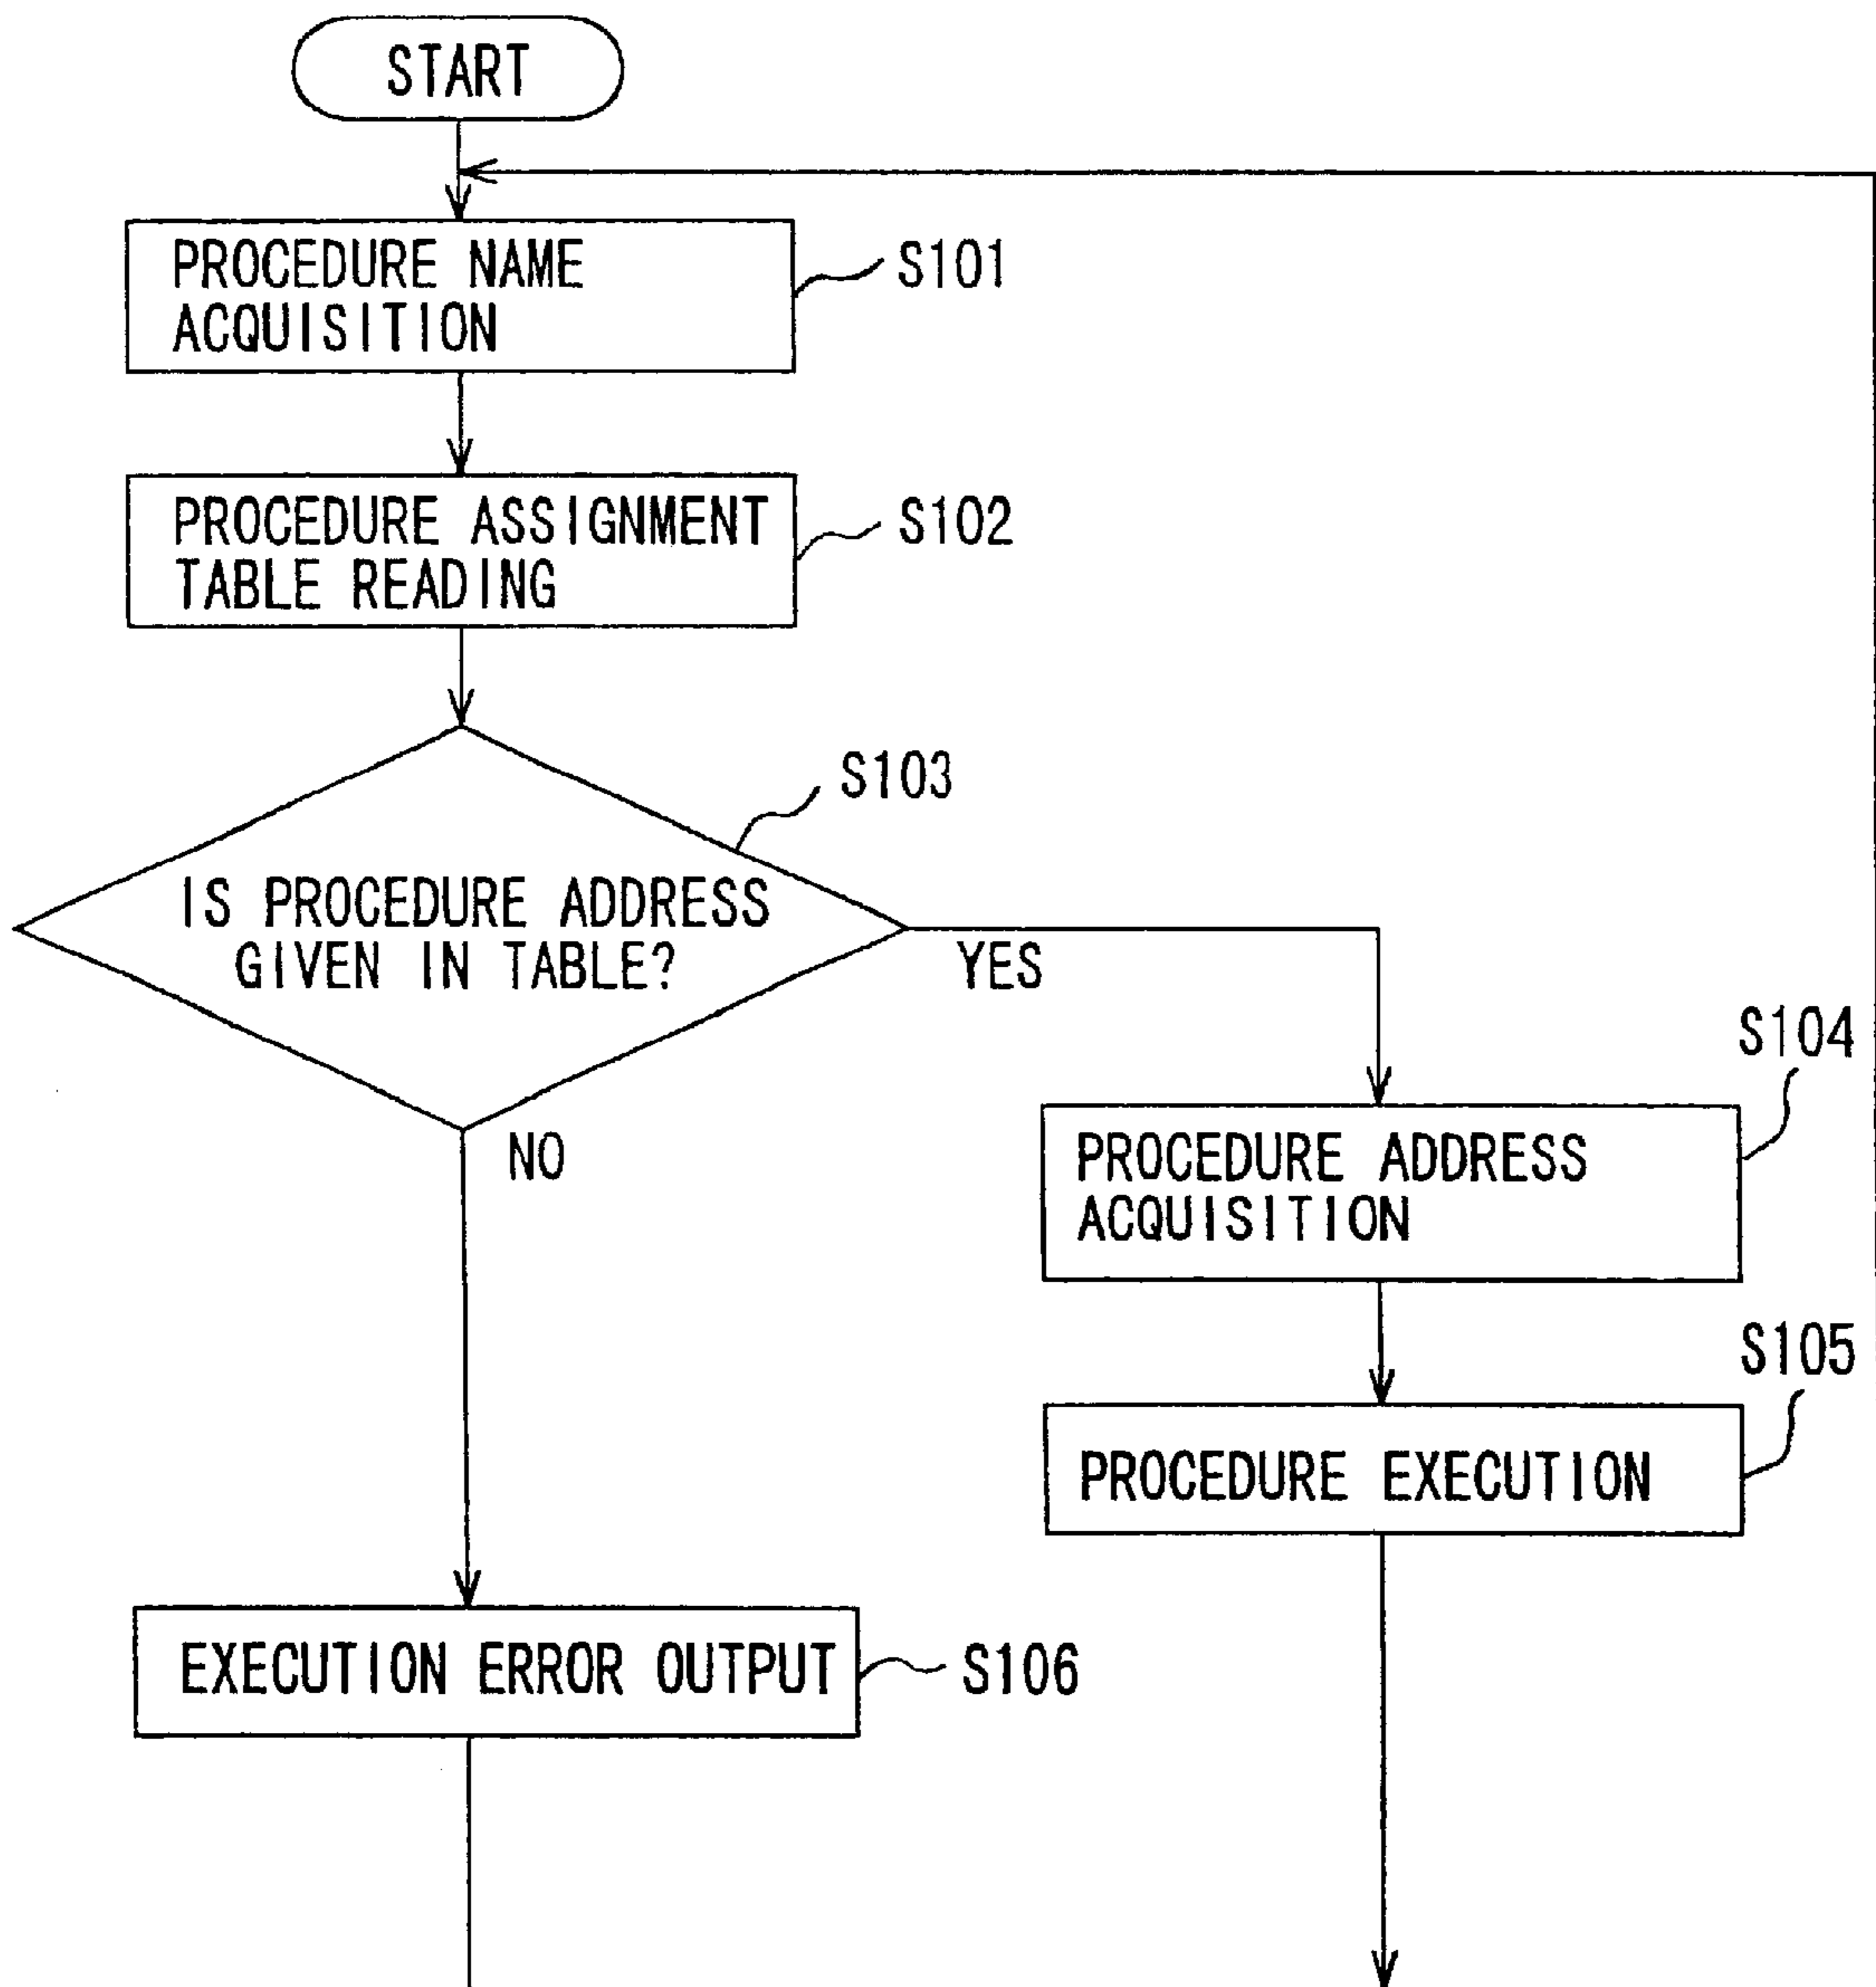 START
PROCEDURE NAME
ACQUISITION
S101
PROCEDURE ASSIGNMENT
TABLE READING
S102
S103
IS PROCEDURE ADDRESS
GIVEN IN TABLE?
YES
NO
S104
PROCEDURE ADDRESS
ACQUISITION
S105
PROCEDURE EXECUTION
EXECUTION ERROR OUTPUT
S106